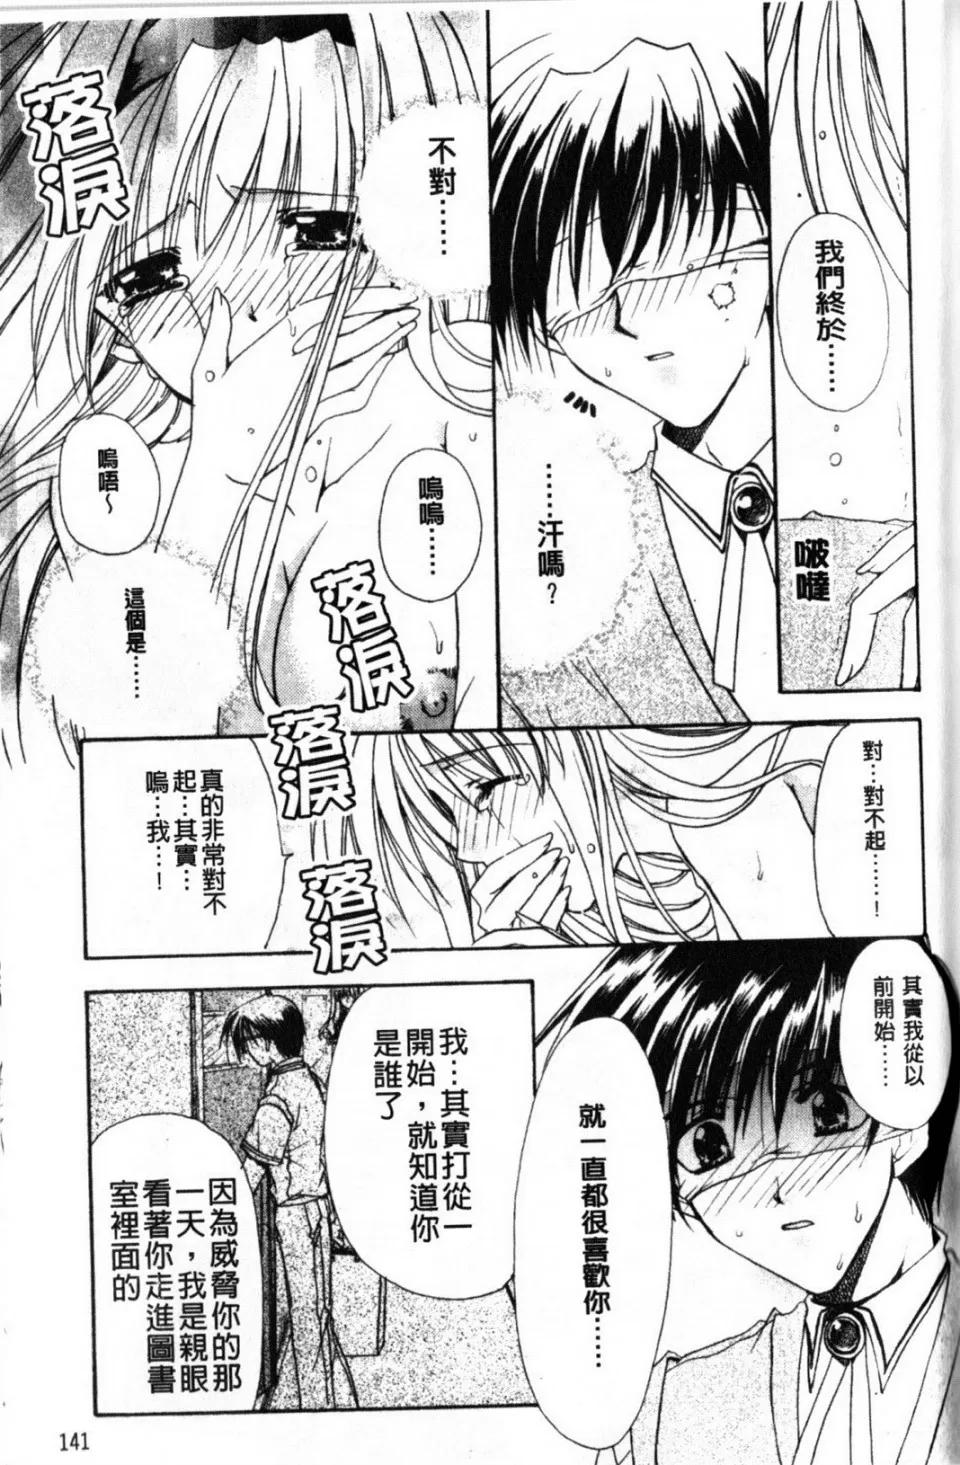 我們終於……
啵噠
……汗嗎？
不對……
落淚
嗚嗚……
嗚唔～
這個是……
落淚
落淚
落淚
對…對不起……！
真的非常對不
起…其實…
嗚…我…！
其實我從以
前開始……
就一直都很喜歡你……
我…其實打從一
開始，就知道你
是誰了
因為威脅你的那
一天，我是親眼
看著你走進圖書
室裡面的
141